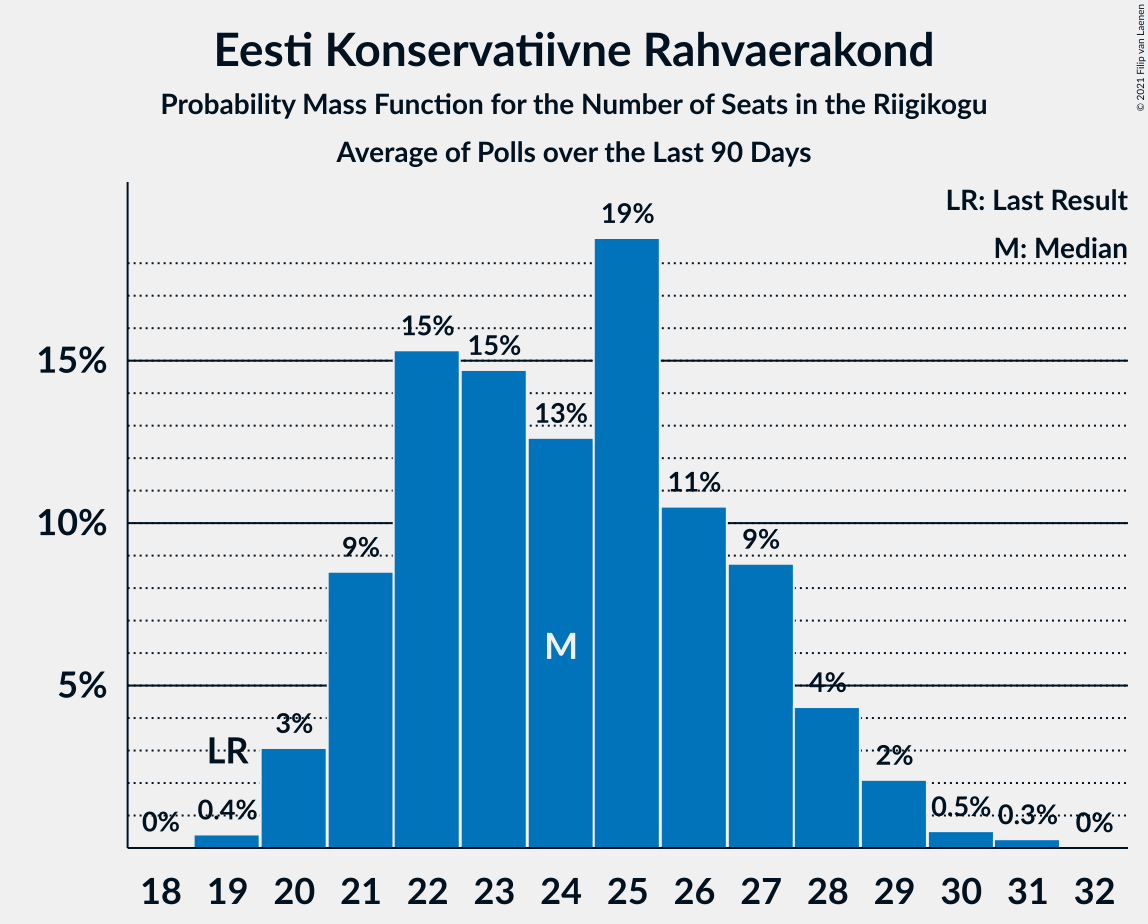 Eesti Konservatiivne Rahvaerakond
Probability Mass Function for the Number of Seats in the Riigikogu
Average of Polls over the Last 90 Days
© 2021 Filip van Laenen
LR: Last Result
M: Median
19%
15%
15%
15%
13%
11%
10%
9%
9%
M
5%
4%
3%
LR
2%
0%
0.4%
0.5%
0.3%
0%
18 19 20 21 22 23 24 25 26 27 28 29 30 31 32